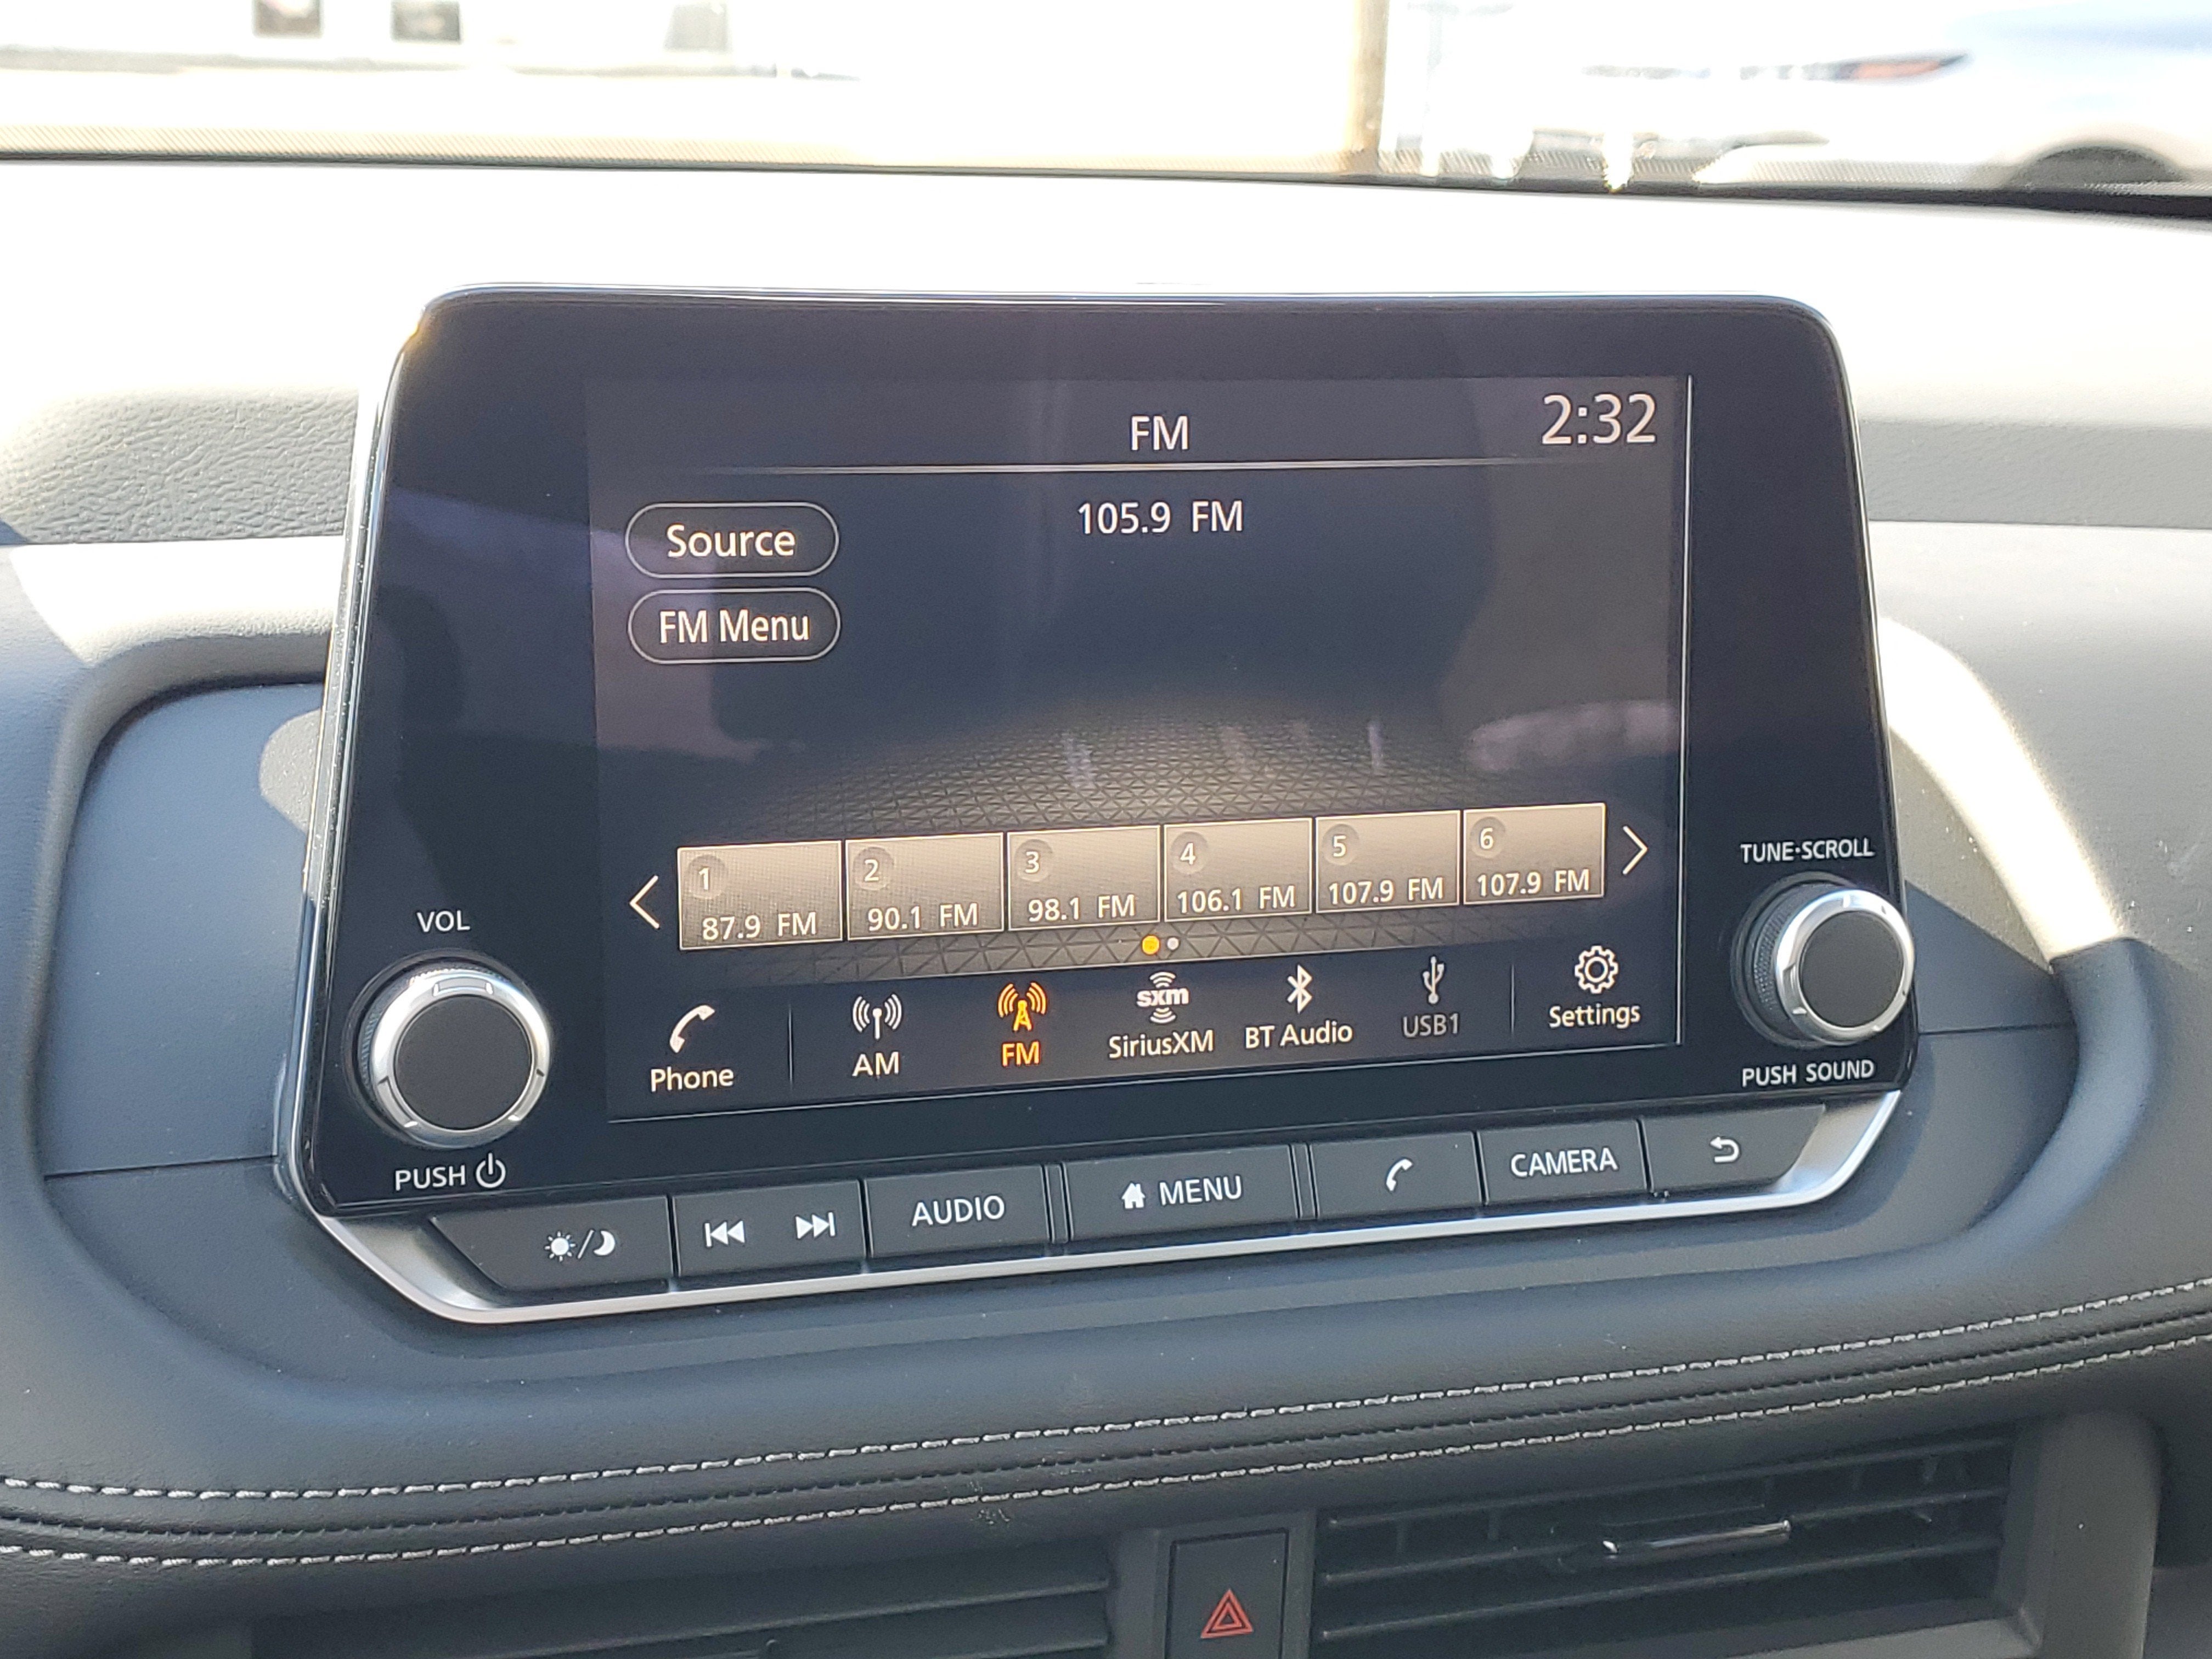 FM
2:32
105.9 FM
Source
FM Menu
1
87.9 FM
2
90.1 FM
3
98.1 FM
4
106.1 FM
5
107.9 FM
6
107.9 FM
Phone
AM
FM
sxm
SiriusXM
BT Audio
USB1
Settings
VOL
PUSH
TUNE·SCROLL
PUSH SOUND
AUDIO
MENU
CAMERA